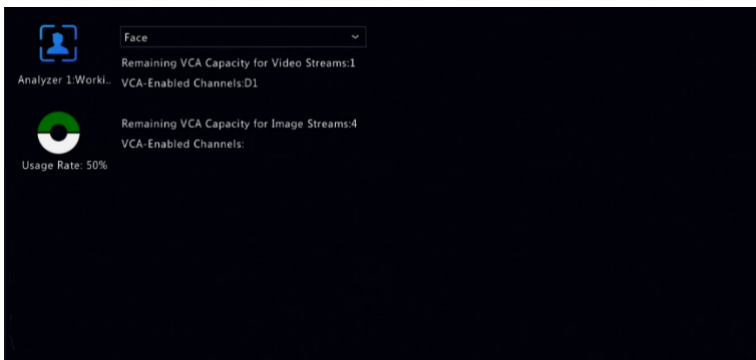 Face
Remaining VCA Capacity for Video Streams:1
Analyzer 1:Worki..
VCA-Enabled Channels:D1
Remaining VCA Capacity for Image Streams:4
VCA-Enabled Channels:
Usage Rate: 50%